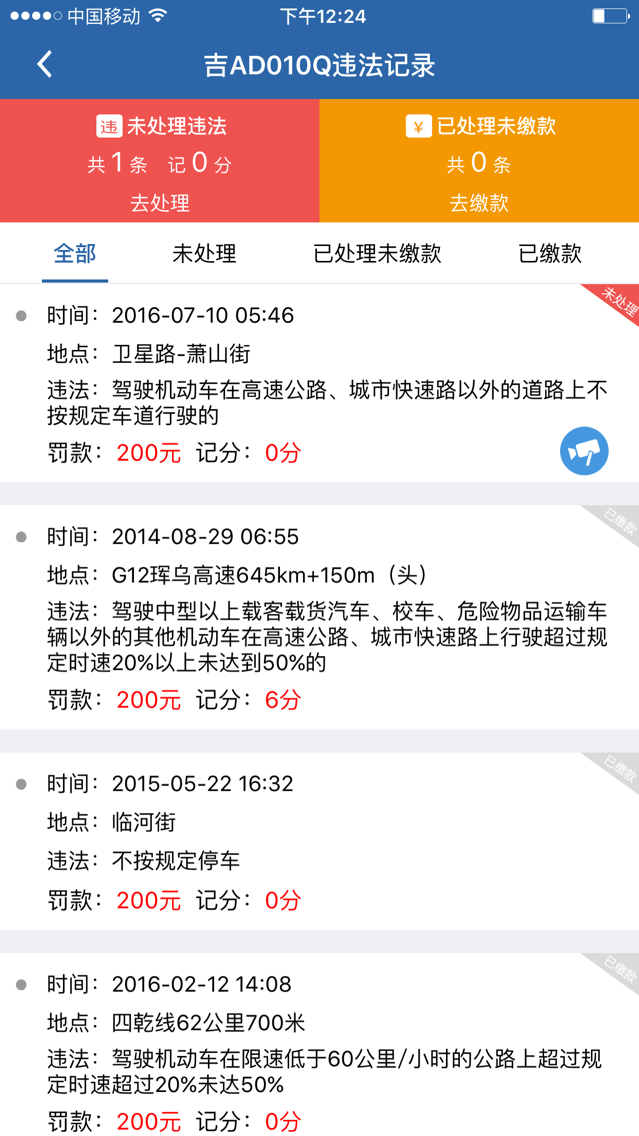 中国移动 下午12:24
吉AD010Q违法记录
违 未处理违法
共1条 记0分
去处理
¥ 已处理未缴款
共0条
去缴款
全部 未处理 已处理未缴款 已缴款
未处理
时间：2016-07-10 05:46
地点：卫星路-萧山街
违法：驾驶机动车在高速公路、城市快速路以外的道路上不
按规定车道行驶的
罚款：200元 记分：0分
已缴款
时间：2014-08-29 06:55
地点：G12珲乌高速645km+150m（头）
违法：驾驶中型以上载客载货汽车、校车、危险物品运输车
辆以外的其他机动车在高速公路、城市快速路上行驶超过规
定时速20%以上未达到50%的
罚款：200元 记分：6分
已缴款
时间：2015-05-22 16:32
地点：临河街
违法：不按规定停车
罚款：200元 记分：0分
已缴款
时间：2016-02-12 14:08
地点：四乾线62公里700米
违法：驾驶机动车在限速低于60公里/小时的公路上超过规
定时速超过20%未达50%
罚款：200元 记分：0分